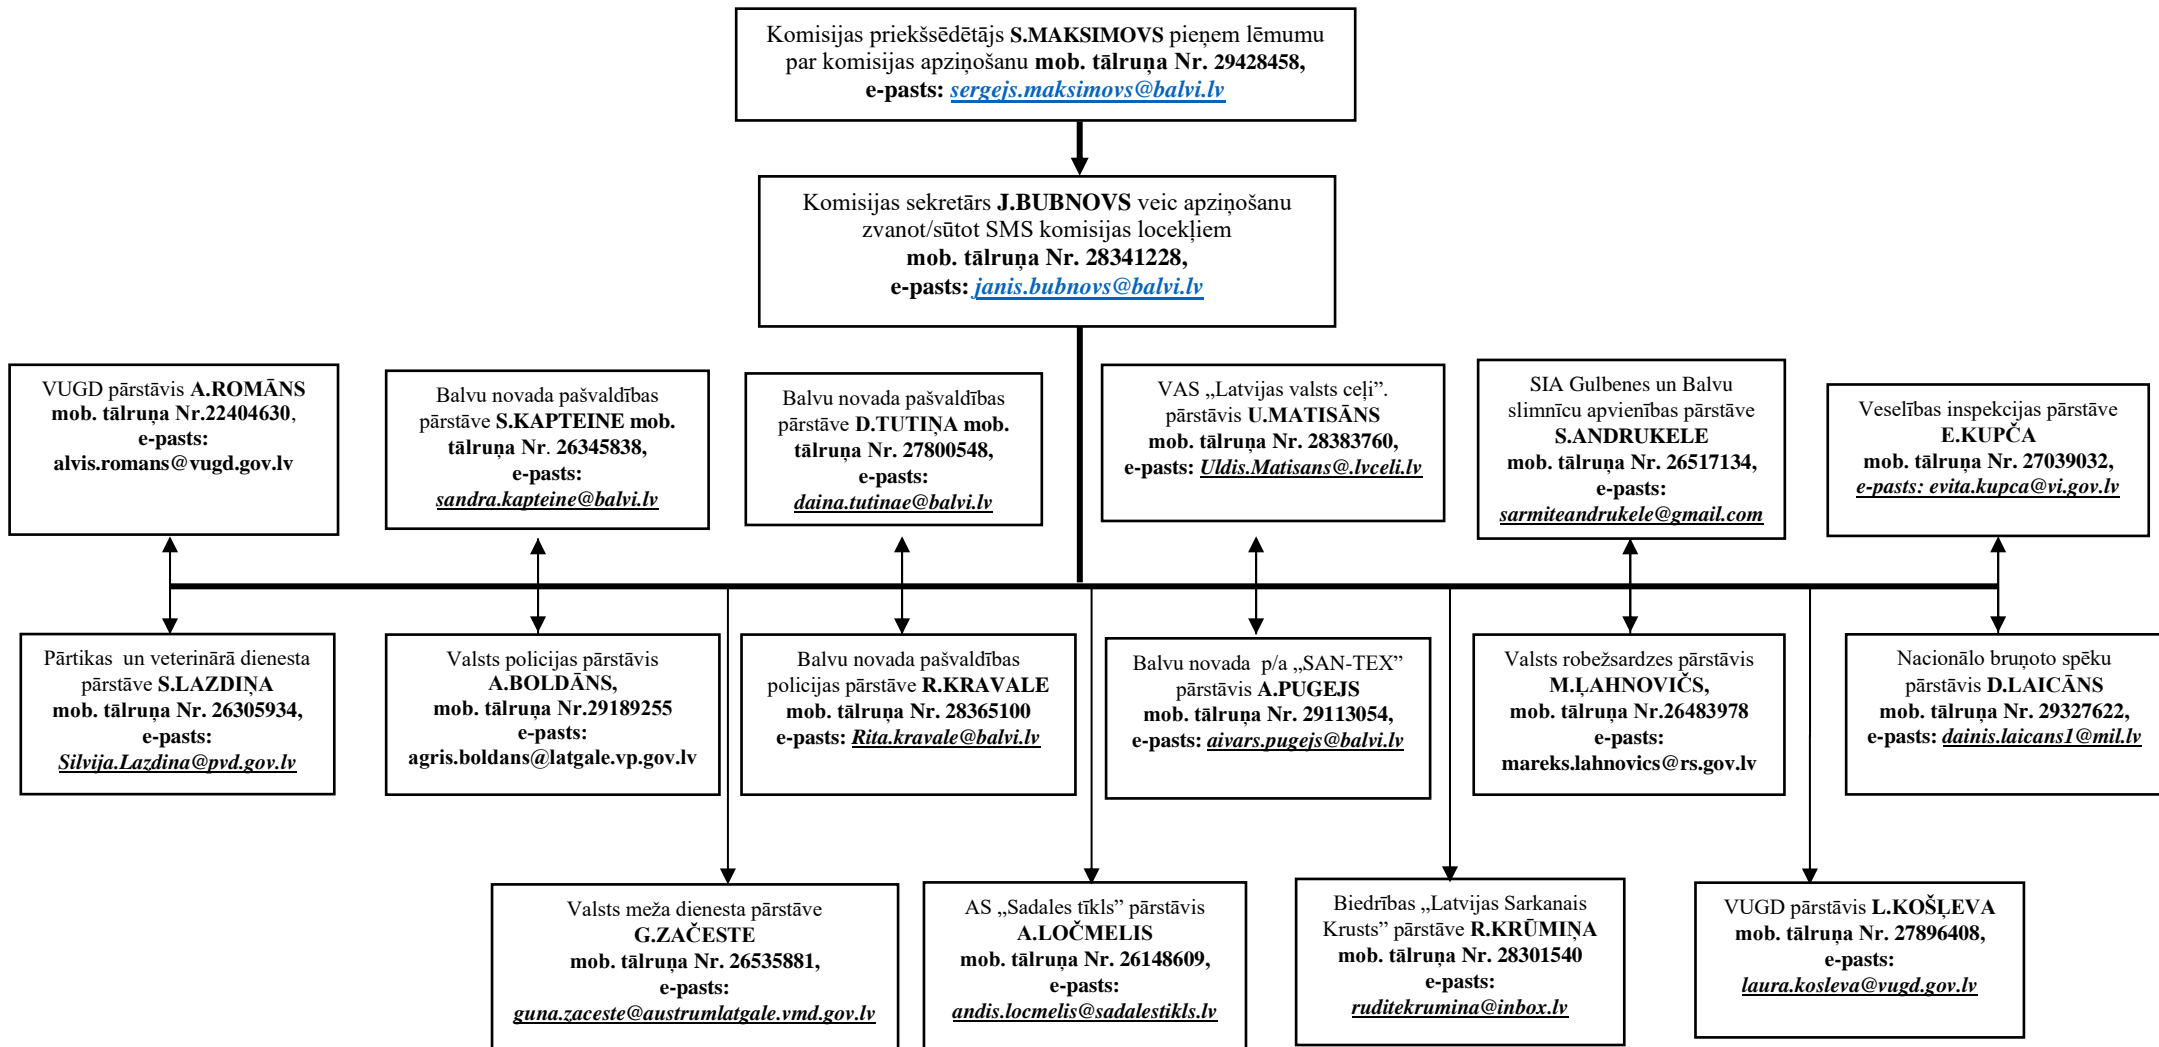 Komisijas priekšsēdētājs S.MAKSIMOVS pieņem lēmumu
par komisijas apziņošanu mob. tālruņa Nr. 29428458,
e-pasts: sergejs.maksimovs@balvi.lv
Komisijas sekretārs J.BUBNOVS veic apziņošanu
zvanot/sūtot SMS komisijas locekļiem
mob. tālruņa Nr. 28341228,
e-pasts: janis.bubnovs@balvi.lv
VUGD pārstāvis A.ROMĀNS
mob. tālruņa Nr.22404630,
e-pasts:
alvis.romans@vugd.gov.lv
Balvu novada pašvaldības
pārstāve S.KAPTEINE mob.
tālruņa Nr. 26345838,
e-pasts:
sandra.kapteine@balvi.lv
Balvu novada pašvaldības
pārstāve D.TUTIŅA mob.
tālruņa Nr. 27800548,
e-pasts:
daina.tutinae@balvi.lv
VAS „Latvijas valsts ceļi”.
pārstāvis U.MATISĀNS
mob. tālruņa Nr. 28383760,
e-pasts: Uldis.Matisans@.lvceli.lv
SIA Gulbenes un Balvu
slimnīcu apvienības pārstāve
S.ANDRUKELE
mob. tālruņa Nr. 26517134,
e-pasts:
sarmiteandrukele@gmail.com
Veselības inspekcijas pārstāve
E.KUPČA
mob. tālruņa Nr. 27039032,
e-pasts: evita.kupca@vi.gov.lv
Pārtikas un veterinārā dienesta
pārstāve S.LAZDIŅA
mob. tālruņa Nr. 26305934,
e-pasts:
Silvija.Lazdina@pvd.gov.lv
Valsts policijas pārstāvis
A.BOLDĀNS,
mob. tālruņa Nr.29189255
e-pasts:
agris.boldans@latgale.vp.gov.lv
Balvu novada pašvaldības
policijas pārstāve R.KRAVALE
mob. tālruņa Nr. 28365100
e-pasts: Rita.kravale@balvi.lv
Balvu novada p/a „SAN-TEX”
pārstāvis A.PUGEJS
mob. tālruņa Nr. 29113054,
e-pasts: aivars.pugejs@balvi.lv
Valsts robežsardzes pārstāvis
M.ĻAHNOVIČS,
mob. tālruņa Nr.26483978
e-pasts:
mareks.lahnovics@rs.gov.lv
Nacionālo bruņoto spēku
pārstāvis D.LAICĀNS
mob. tālruņa Nr. 29327622,
e-pasts: dainis.laicans1@mil.lv
Valsts meža dienesta pārstāve
G.ZAČESTE
mob. tālruņa Nr. 26535881,
e-pasts:
guna.zaceste@austrumlatgale.vmd.gov.lv
AS „Sadales tīkls” pārstāvis
A.LOČMELIS
mob. tālruņa Nr. 26148609,
e-pasts:
andis.locmelis@sadalestikls.lv
Biedrības „Latvijas Sarkanais
Krusts” pārstāve R.KRŪMIŅA
mob. tālruņa Nr. 28301540
e-pasts:
ruditekrumina@inbox.lv
VUGD pārstāvis L.KOŠĻEVA
mob. tālruņa Nr. 27896408,
e-pasts:
laura.kosleva@vugd.gov.lv